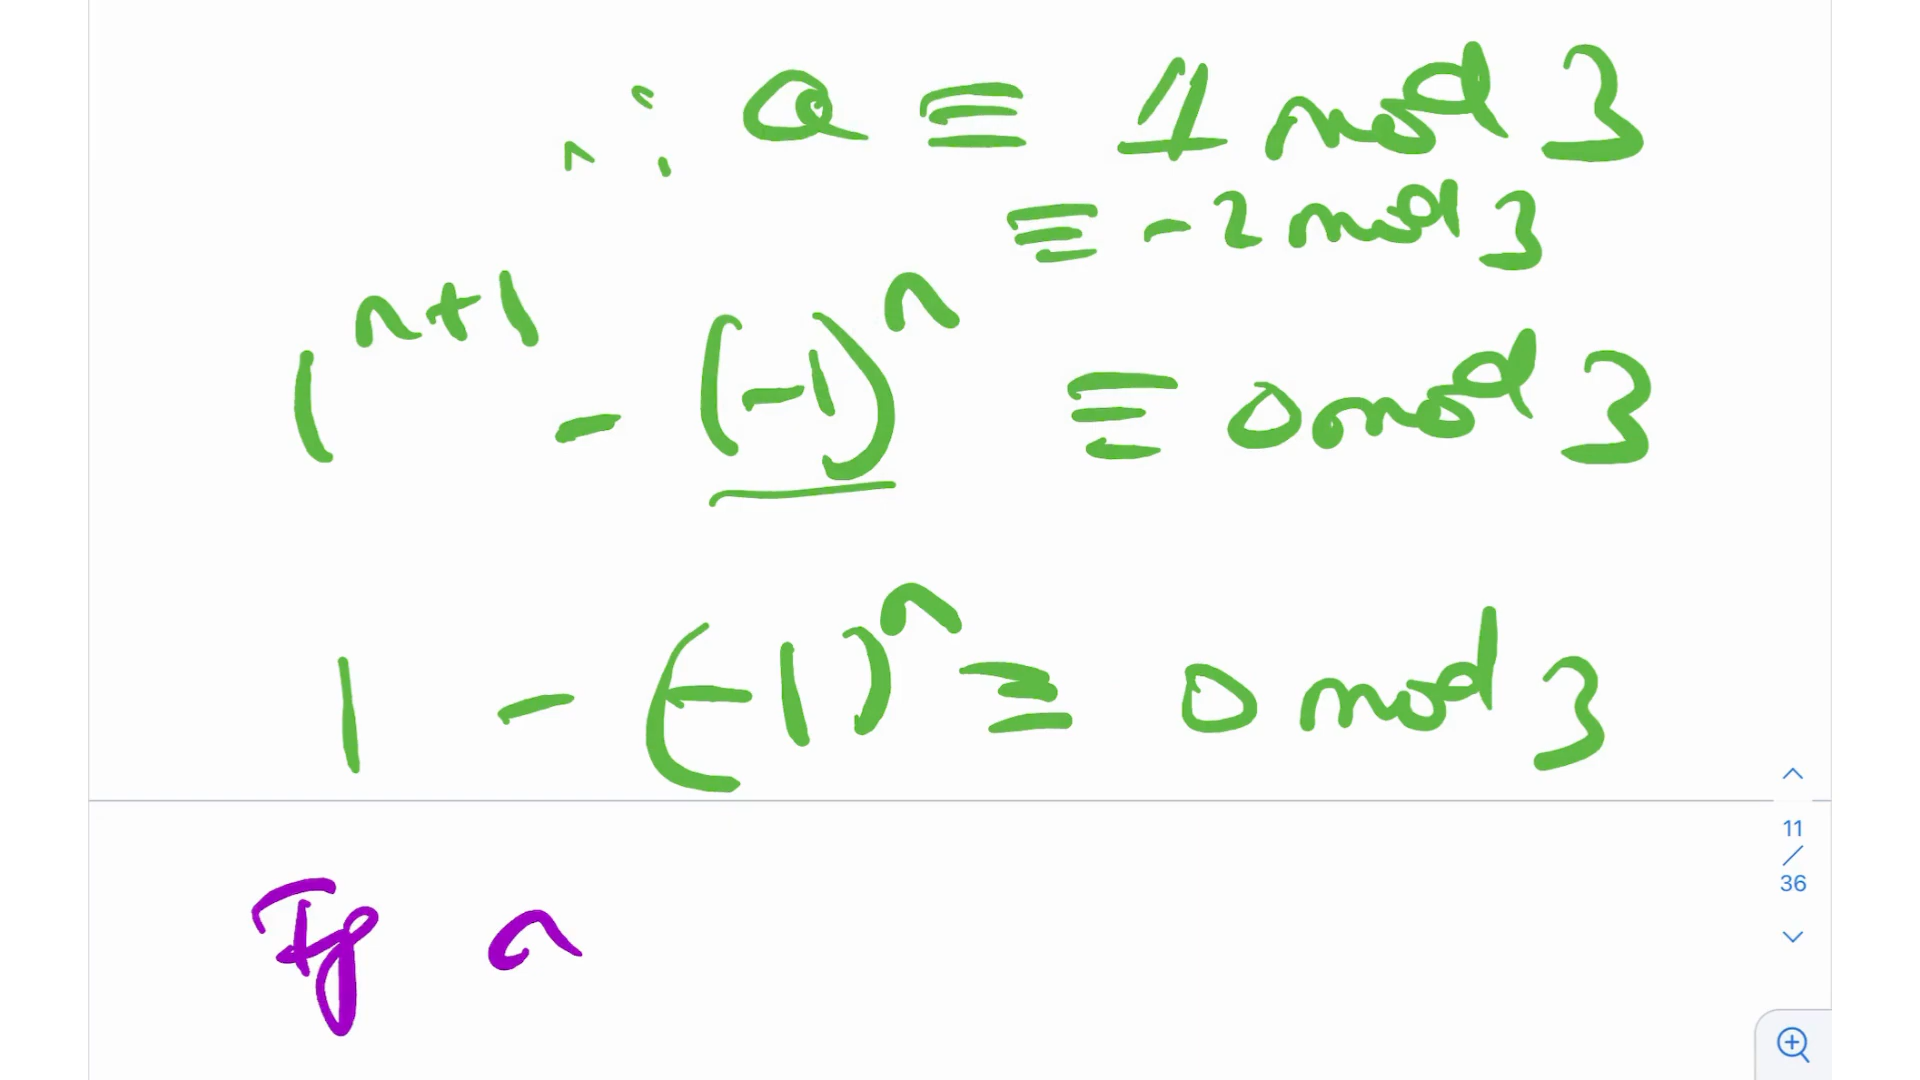 ∴ a ≡ 1 mod 3
≡ -2 mod 3
1^{n+1} - (-1)^n ≡ 0 mod 3
1 - (-1)^n ≡ 0 mod 3
11
/
36
If n